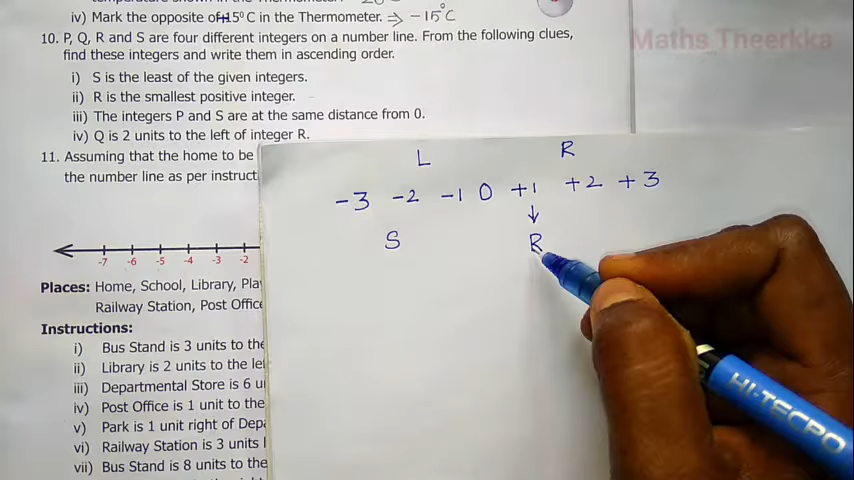 iv) Mark the opposite of +15°C in the Thermometer. ⇒ -15°C
Maths Theerkka
10. P, Q, R and S are four different integers on a number line. From the following clues,
find these integers and write them in ascending order.
i) S is the least of the given integers.
ii) R is the smallest positive integer.
iii) The integers P and S are at the same distance from 0.
iv) Q is 2 units to the left of integer R.
11. Assuming that the home to be
the number line as per instruct
L R
-3 -2 -1 0 +1 +2 +3
↓
S R
-7 -6 -5 -4 -3 -2
Places: Home, School, Library, Pla
Railway Station, Post Office
Instructions:
i) Bus Stand is 3 units to the
ii) Library is 2 units to the le
iii) Departmental Store is 6 u
iv) Post Office is 1 unit to the
v) Park is 1 unit right of Dep
vi) Railway Station is 3 units l
vii) Bus Stand is 8 units to the
HI-TECPO